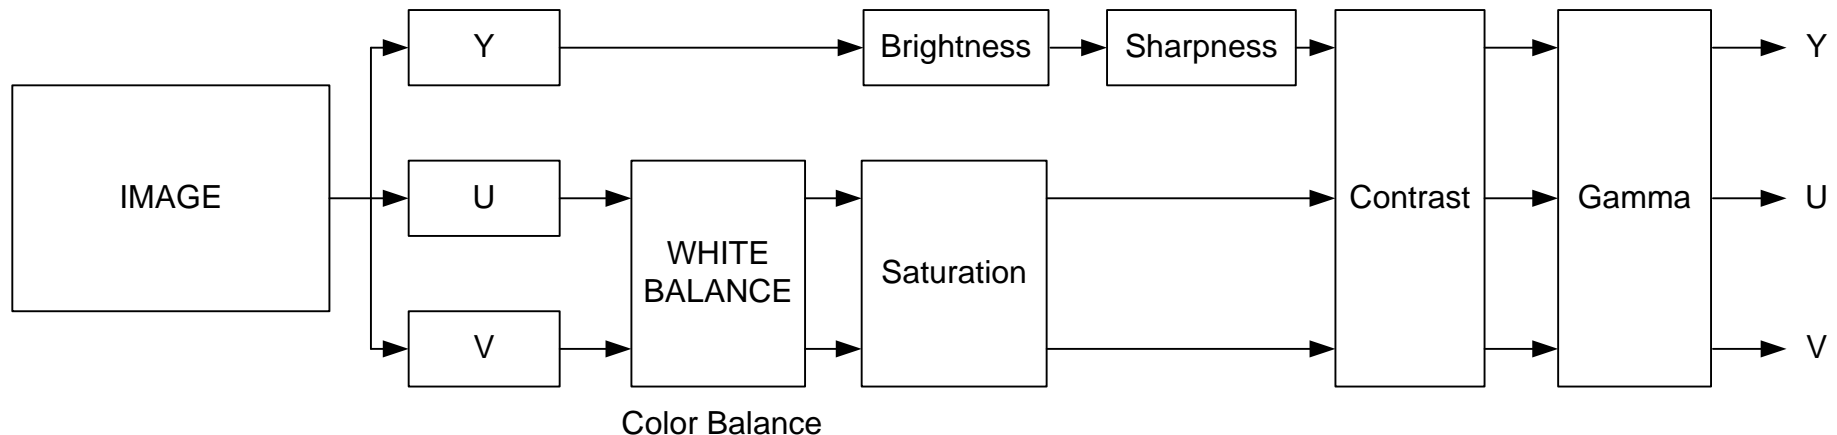 Y
Brightness
Sharpness
Y
IMAGE
U
WHITE
BALANCE
Saturation
Contrast
Gamma
U
V
V
Color Balance